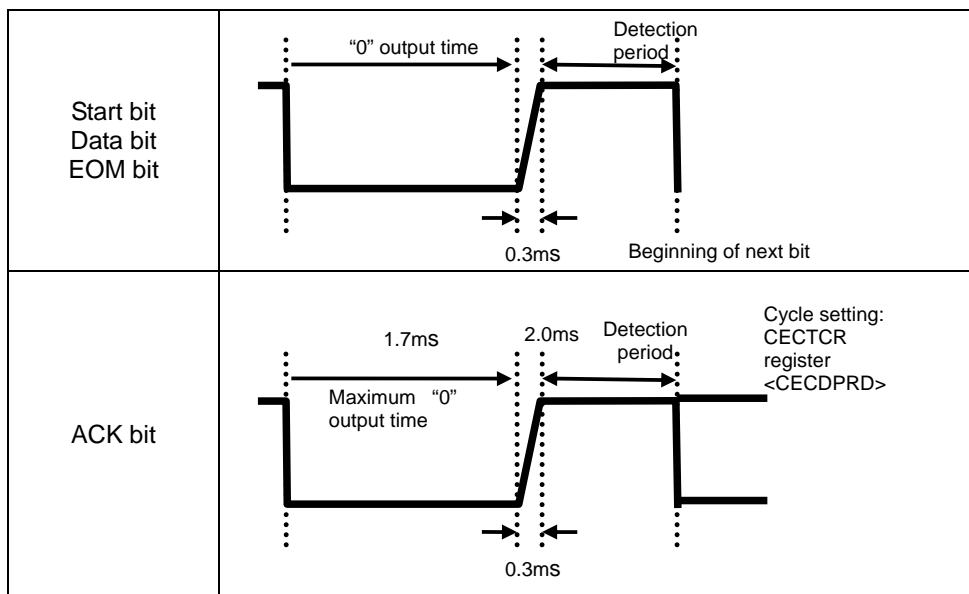 Start bit
Data bit
EOM bit
“0” output time
Detection
period
0.3ms
Beginning of next bit
ACK bit
1.7ms
2.0ms
Detection
period
Cycle setting:
CECTCR
register
<CECDPRD>
Maximum “0”
output time
0.3ms